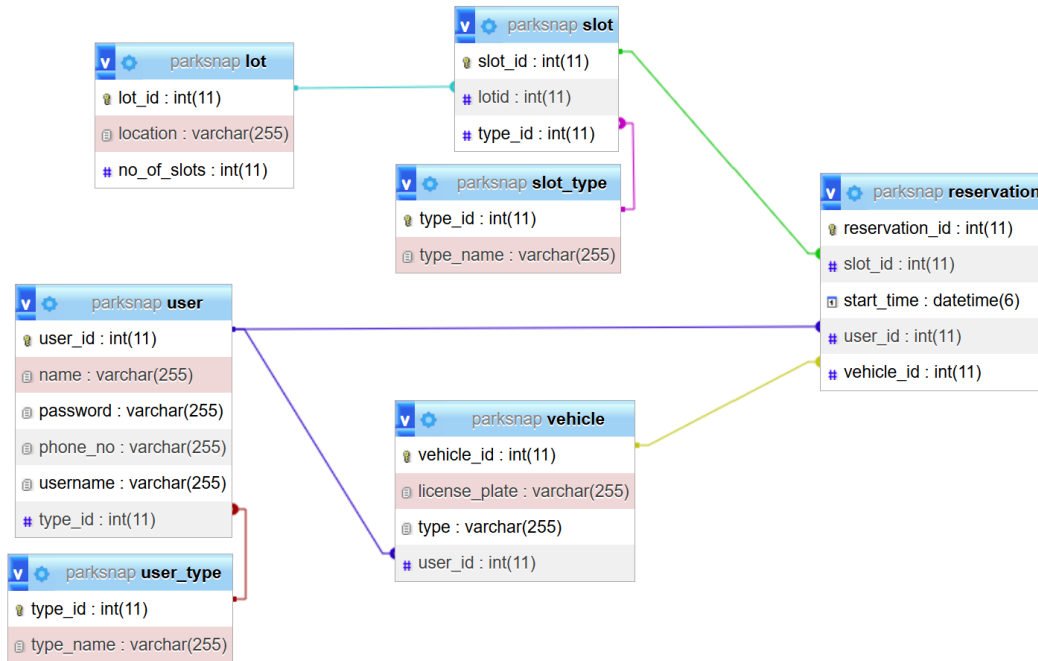 parksnap lot
lot_id : int(11)
location : varchar(255)
no_of_slots : int(11)
parksnap slot
slot_id : int(11)
lotid : int(11)
type_id : int(11)
parksnap slot_type
type_id : int(11)
type_name : varchar(255)
parksnap reservation
reservation_id : int(11)
slot_id : int(11)
start_time : datetime(6)
user_id : int(11)
vehicle_id : int(11)
parksnap user
user_id : int(11)
name : varchar(255)
password : varchar(255)
phone_no : varchar(255)
username : varchar(255)
type_id : int(11)
parksnap vehicle
vehicle_id : int(11)
license_plate : varchar(255)
type : varchar(255)
user_id : int(11)
parksnap user_type
type_id : int(11)
type_name : varchar(255)